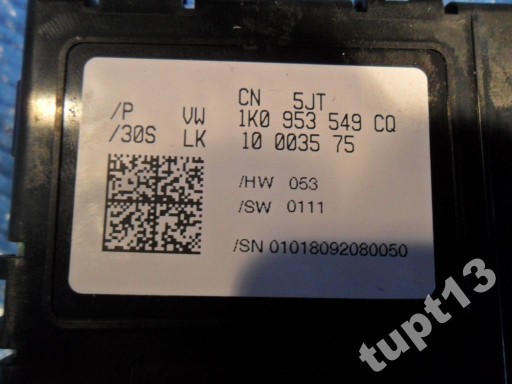 CN 5JT
/P VW 1K0 953 549 CQ
/30S LK 10 0035 75
/HW 053
/SW 0111
/SN 01018092080050
tupt13